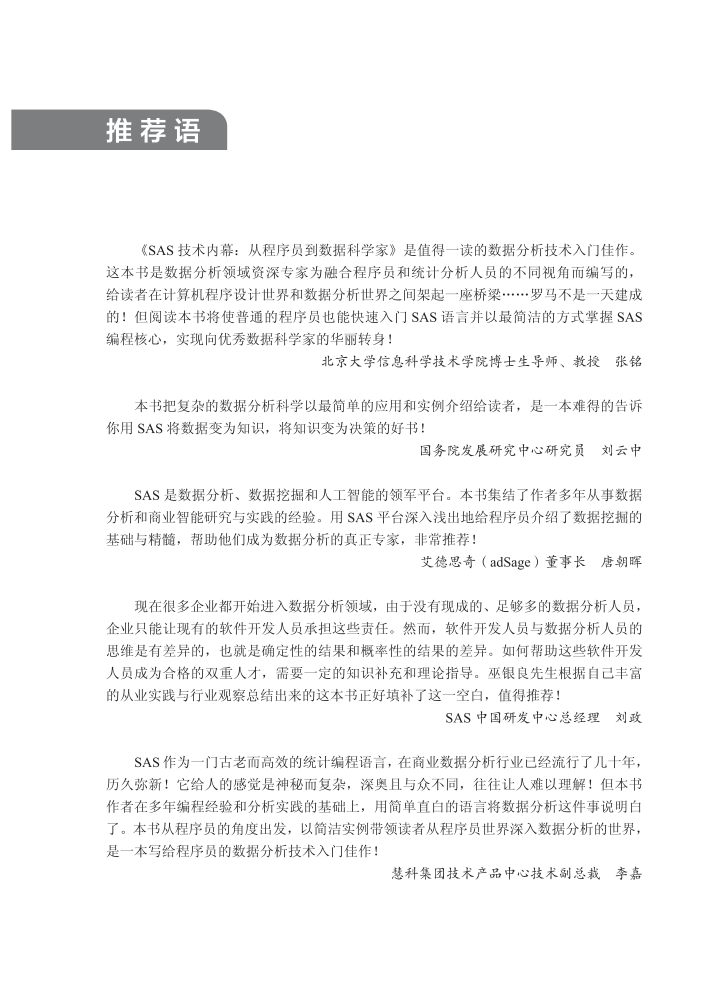 推荐语
《SAS 技术内幕：从程序员到数据科学家》是值得一读的数据分析技术入门佳作。
这本书是数据分析领域资深专家为融合程序员和统计分析人员的不同视角而编写的，
给读者在计算机程序设计世界和数据分析世界之间架起一座桥梁……罗马不是一天建成
的！但阅读本书将使普通的程序员也能快速入门 SAS 语言并以最简洁的方式掌握 SAS
编程核心，实现向优秀数据科学家的华丽转身！
北京大学信息科学技术学院博士生导师、教授　张铭
本书把复杂的数据分析科学以最简单的应用和实例介绍给读者，是一本难得的告诉
你用 SAS 将数据变为知识，将知识变为决策的好书！
国务院发展研究中心研究员　刘云中
SAS 是数据分析、数据挖掘和人工智能的领军平台。本书集结了作者多年从事数据
分析和商业智能研究与实践的经验。用 SAS 平台深入浅出地给程序员介绍了数据挖掘的
基础与精髓，帮助他们成为数据分析的真正专家，非常推荐！
艾德思奇（adSage）董事长　唐朝晖
现在很多企业都开始进入数据分析领域，由于没有现成的、足够多的数据分析人员，
企业只能让现有的软件开发人员承担这些责任。然而，软件开发人员与数据分析人员的
思维是有差异的，也就是确定性的结果和概率性的结果的差异。如何帮助这些软件开发
人员成为合格的双重人才，需要一定的知识补充和理论指导。巫银良先生根据自己丰富
的从业实践与行业观察总结出来的这本书正好填补了这一空白，值得推荐！
SAS 中国研发中心总经理　刘政
SAS 作为一门古老而高效的统计编程语言，在商业数据分析行业已经流行了几十年，
历久弥新！它给人的感觉是神秘而复杂，深奥且与众不同，往往让人难以理解！但本书
作者在多年编程经验和分析实践的基础上，用简单直白的语言将数据分析这件事说明白
了。本书从程序员的角度出发，以简洁实例带领读者从程序员世界深入数据分析的世界，
是一本写给程序员的数据分析技术入门佳作！
慧科集团技术产品中心技术副总裁　李嘉